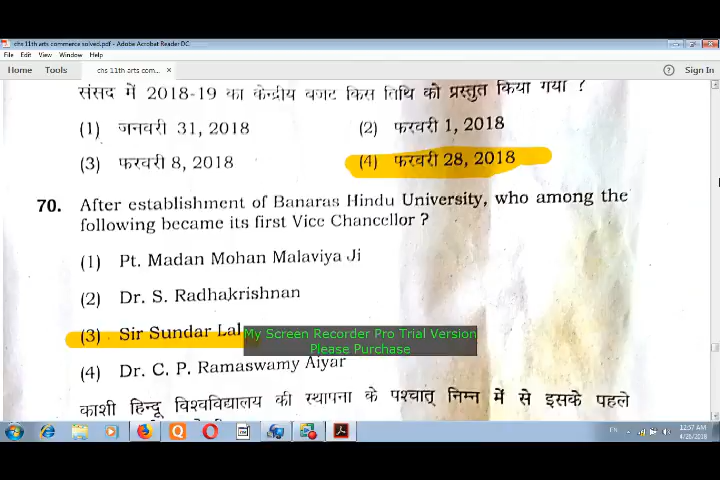 chs 11th arts commerce solved.pdf - Adobe Acrobat Reader DC
File Edit View Window Help
Home Tools chs 11th arts com... × ? Sign In
संसद में 2018-19 का केन्द्रीय बजट किस तिथि को प्रस्तुत किया गया ?
(1) जनवरी 31, 2018 (2) फरवरी 1, 2018
(3) फरवरी 8, 2018 (4) फरवरी 28, 2018
70. After establishment of Banaras Hindu University, who among the
following became its first Vice Chancellor ?
(1) Pt. Madan Mohan Malaviya Ji
(2) Dr. S. Radhakrishnan
(3) Sir Sundar Lal
My Screen Recorder Pro Trial Version
Please Purchase
(4) Dr. C. P. Ramaswamy Aiyar
काशी हिन्दू विश्वविद्यालय की स्थापना के पश्चात् निम्न में से इसके पहले
EN 12:57 AM
4/26/2018